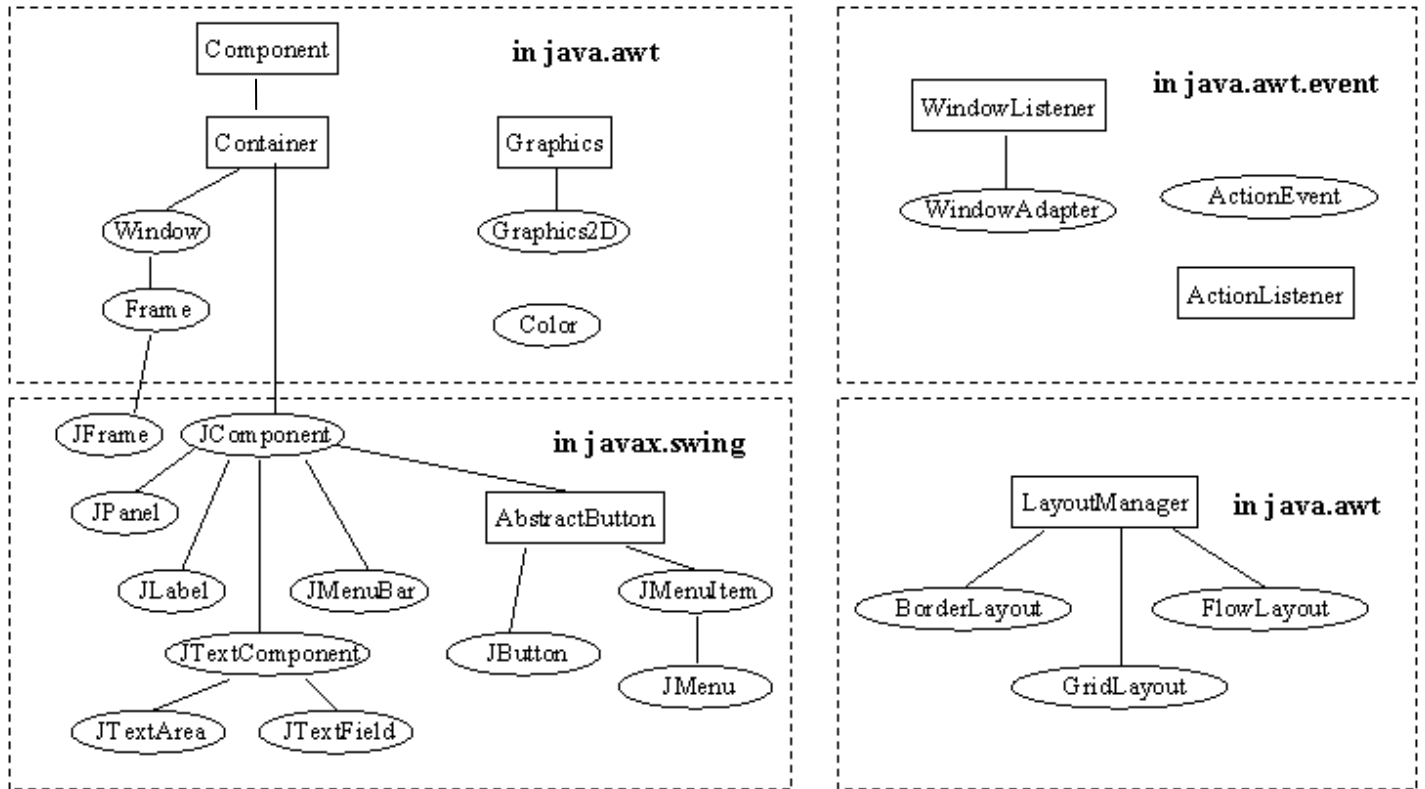 Component
in java.awt
Container
Graphics
Window
Graphics2D
Frame
Color
in java.awt.event
WindowListener
WindowAdapter
ActionEvent
ActionListener
JFrame
JComponent
in javax.swing
JPanel
AbstractButton
JLabel
JMenuBar
JMenuItem
JTextComponent
JButton
JMenu
JTextArea
JTextField
LayoutManager
in java.awt
BorderLayout
FlowLayout
GridLayout